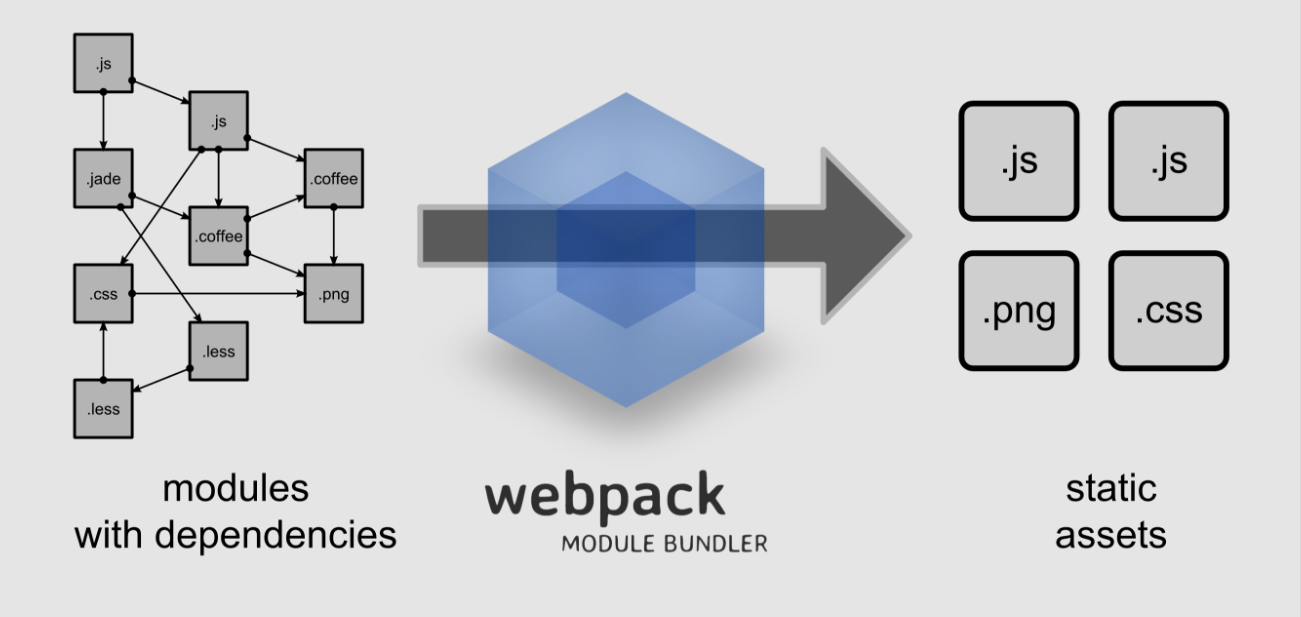 .js
.js
.jade
.coffee
.coffee
.css
.png
.less
.less
modules
with dependencies
webpack
MODULE BUNDLER
.js
.js
.png
.css
static
assets